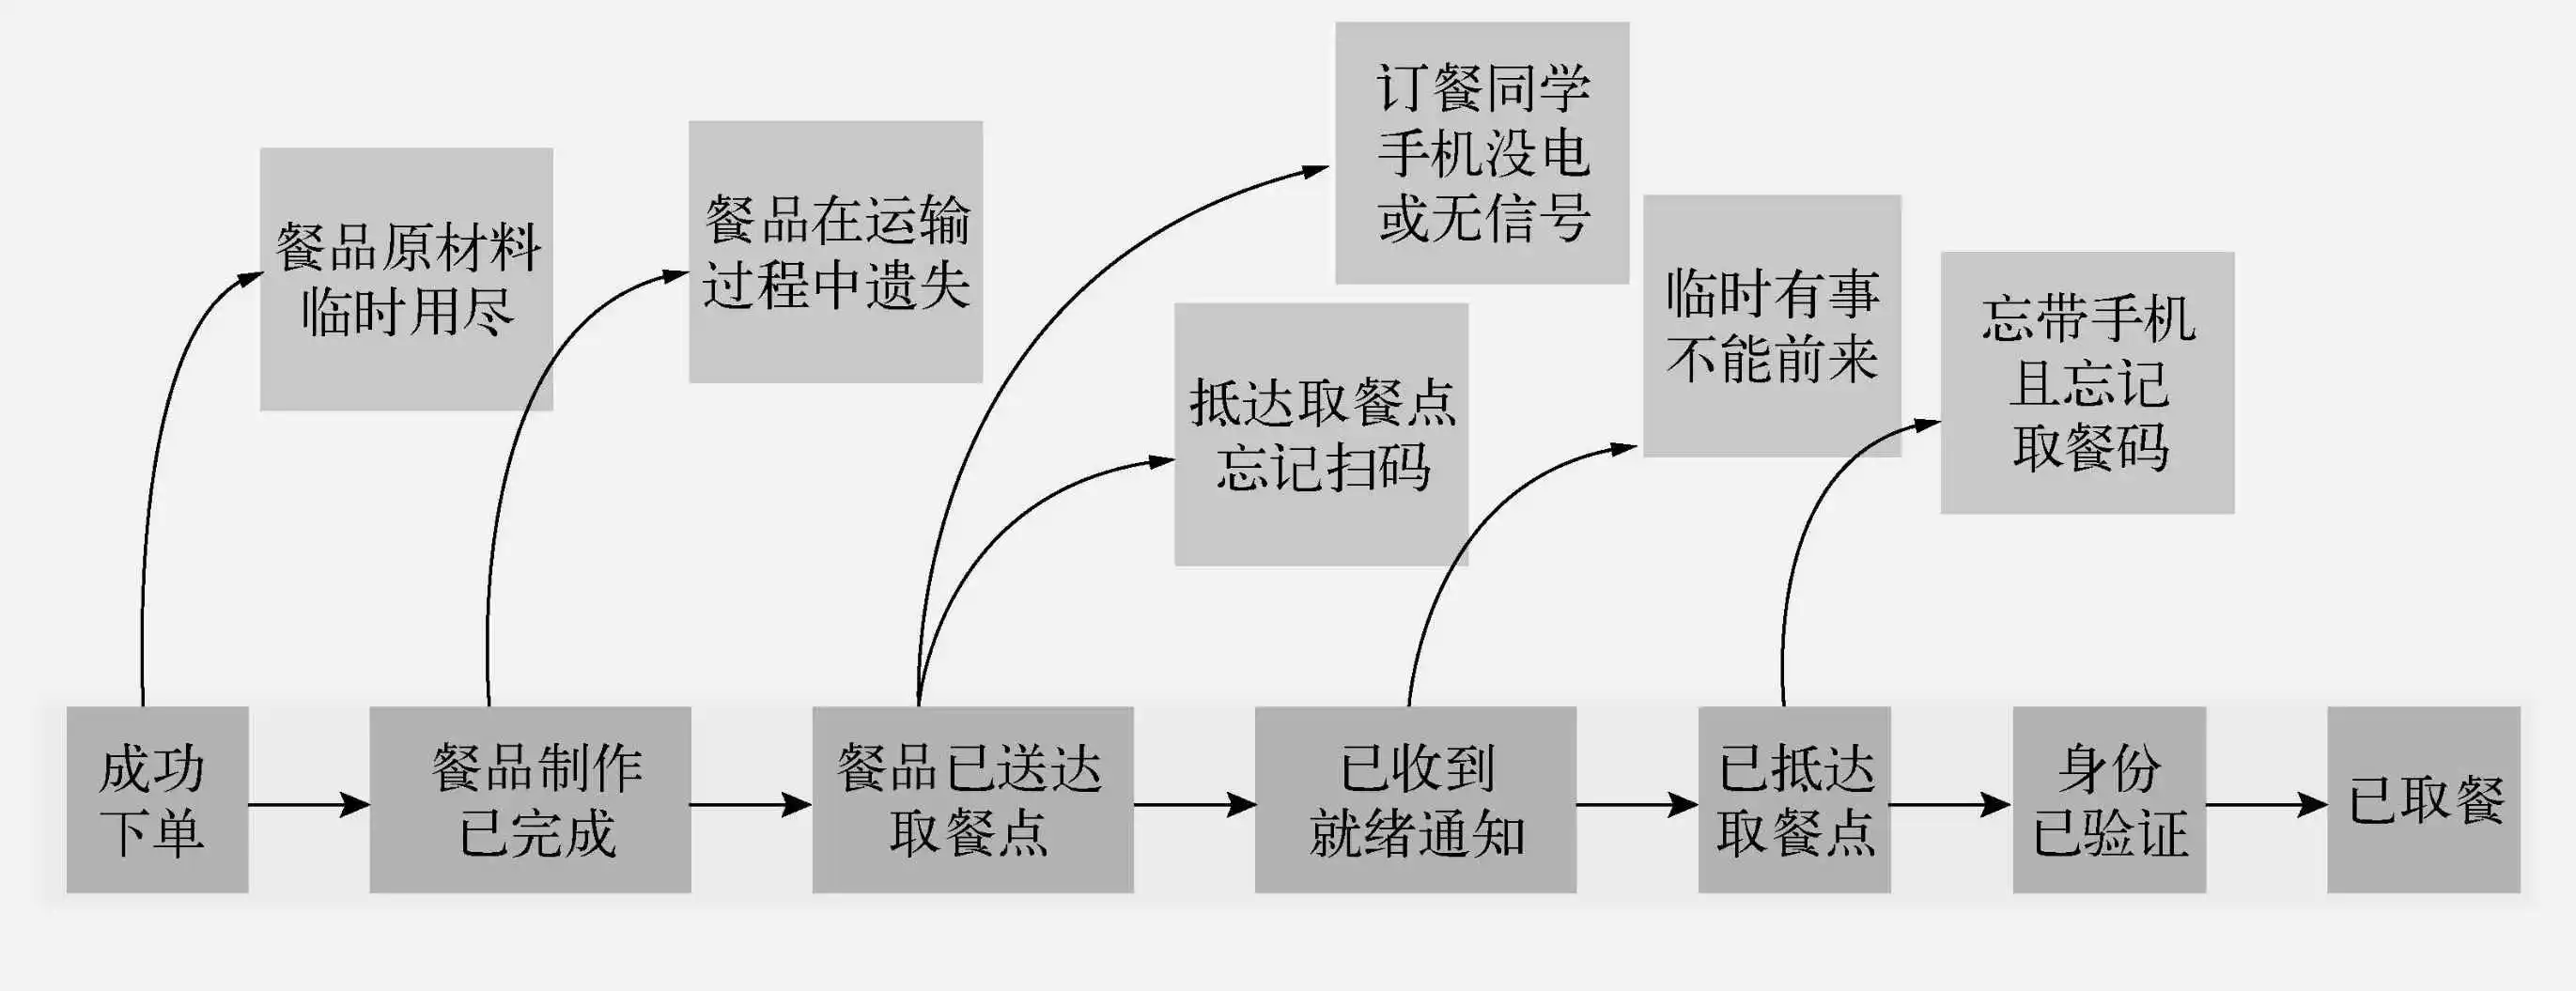 订餐同学
手机没电
或无信号
餐品在运输
过程中遗失
餐品原材料
临时用尽
临时有事
不能前来
忘带手机
且忘记
取餐码
抵达取餐点
忘记扫码
成功
下单
餐品制作
已完成
餐品已送达
取餐点
已收到
就绪通知
已抵达
取餐点
身份
已验证
已取餐